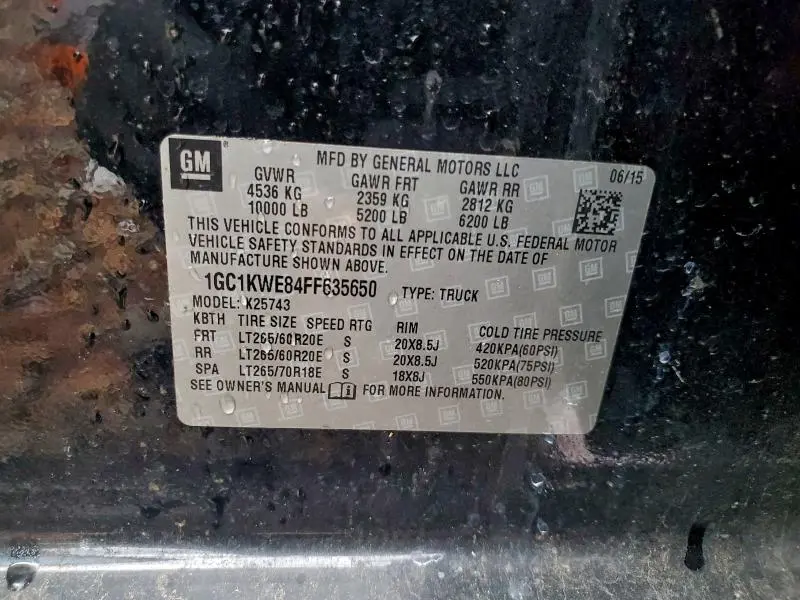 GM
MFD BY GENERAL MOTORS LLC 06/15
GVWR GAWR FRT GAWR RR
4536 KG 2359 KG 2812 KG
10000 LB 5200 LB 6200 LB
THIS VEHICLE CONFORMS TO ALL APPLICABLE U.S. FEDERAL MOTOR
VEHICLE SAFETY STANDARDS IN EFFECT ON THE DATE OF
MANUFACTURE SHOWN ABOVE.
1GC1KWE84FF635650 TYPE: TRUCK
MODEL: K25743
KBTH TIRE SIZE SPEED RTG RIM COLD TIRE PRESSURE
FRT LT265/60R20E S 20X8.5J 420KPA(60PSI)
RR LT265/60R20E S 20X8.5J 520KPA(75PSI)
SPA LT265/70R18E S 18X8J 550KPA(80PSI)
SEE OWNER'S MANUAL FOR MORE INFORMATION.